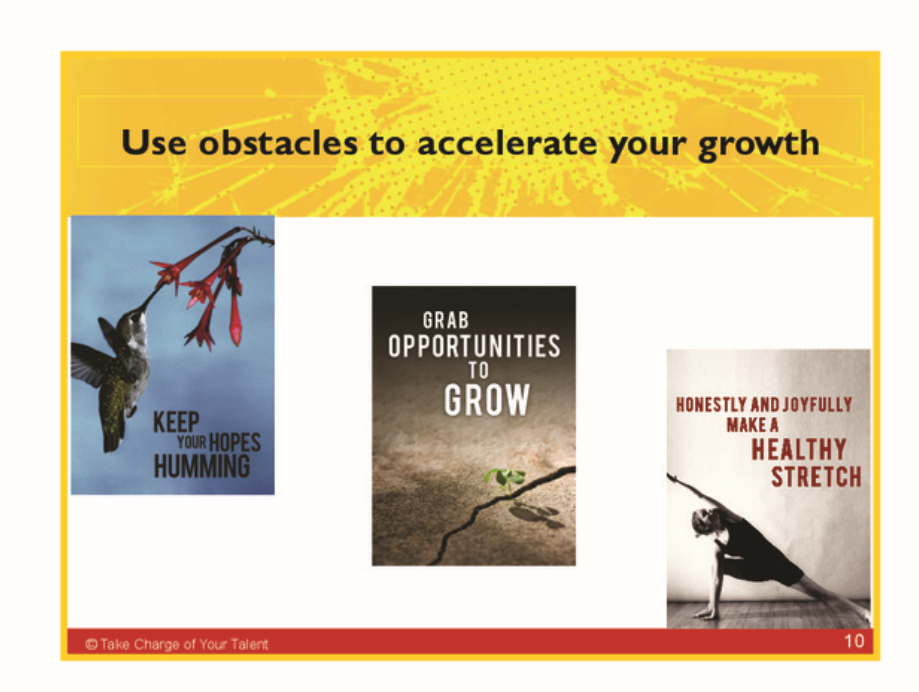 Use obstacles to accelerate your growth
KEEP
YOUR HOPES
HUMMING
GRAB
OPPORTUNITIES
TO
GROW
HONESTLY AND JOYFULLY
MAKE A
HEALTHY
STRETCH
© Take Charge of Your Talent
10